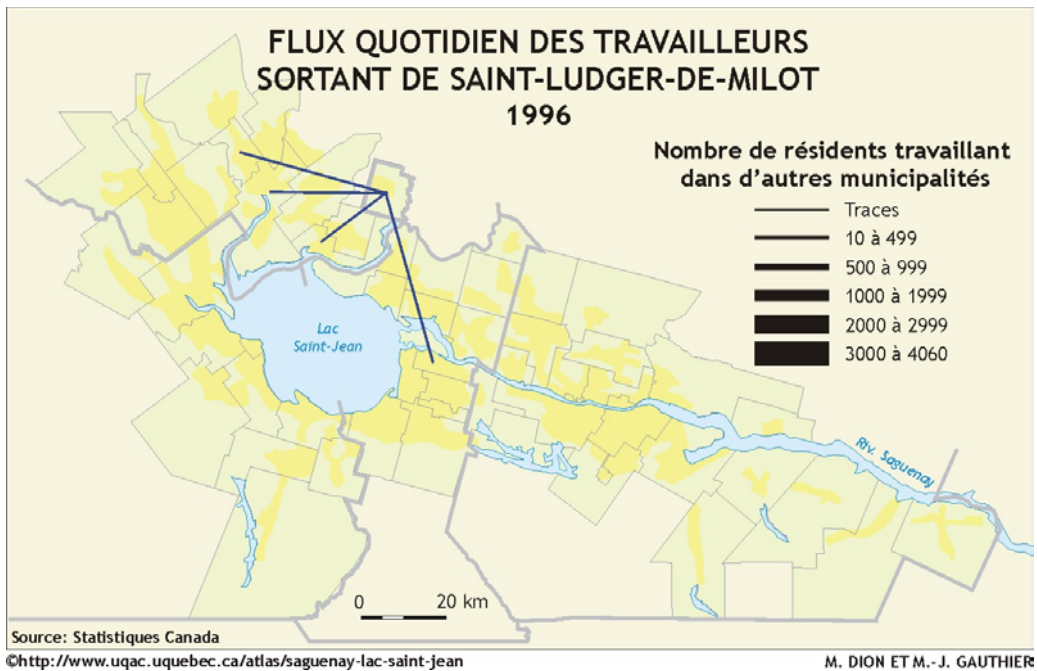 FLUX QUOTIDIEN DES TRAVAILLEURS
SORTANT DE SAINT-LUDGER-DE-MILOT
1996
Nombre de résidents travaillant
dans d'autres municipalités
Traces
10 à 499
500 à 999
1000 à 1999
2000 à 2999
3000 à 4060
Lac
Saint-Jean
Riv. Saguenay
0 20 km
Source: Statistiques Canada
©http://www.uqac.uquebec.ca/atlas/saguenay-lac-saint-jean
M. DION ET M.-J. GAUTHIER